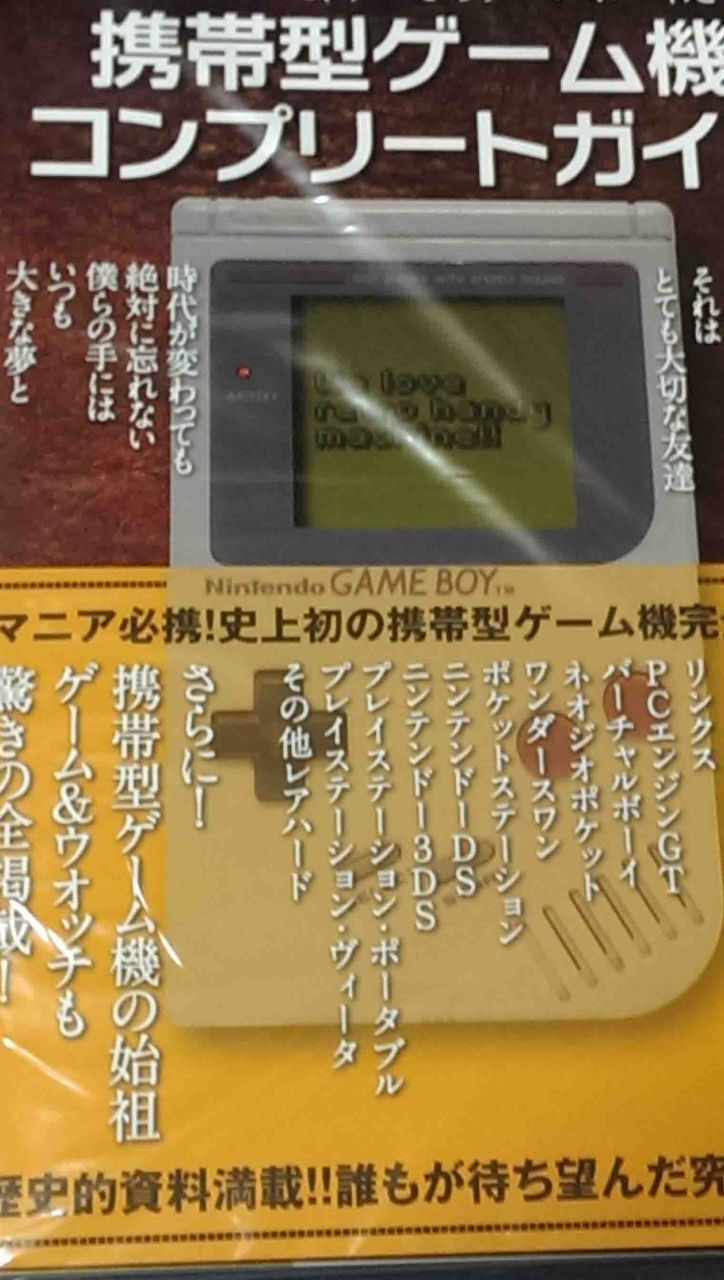 携帯型ゲーム機
コンプリートガイ
それは
とても大切な友達
時代が変わっても
絶対に忘れない
僕らの手には
いつも
大きな夢と
We love
retro handy
machine!!
BATTERY
Nintendo GAME BOY™
マニア必携!史上初の携帯型ゲーム機完
リンクス
PCエンジンGT
バーチャルボーイ
ネオジオポケット
ワンダースワン
ポケットステーション
ニンテンドーDS
ニンテンドー3DS
プレイステーション・ポータブル
プレイステーション・ヴィータ
その他レアハード
さらに!
携帯型ゲーム機の始祖
ゲーム&ウオッチも
驚きの全掲載!
歴史的資料満載!!誰もが待ち望んだ究